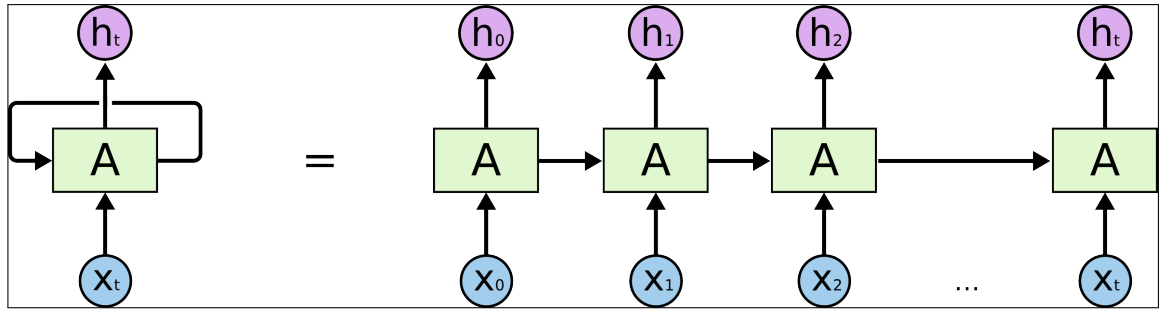 hₜ h₀ h₁ h₂ hₜ
A = A A A A
xₜ x₀ x₁ x₂ ... xₜ